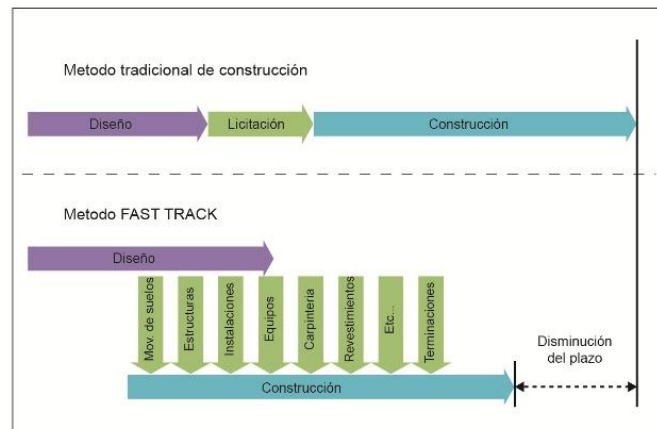 Metodo tradicional de construcción
Diseño
Licitación
Construcción
Metodo FAST TRACK
Diseño
Mov. de suelos
Estructuras
Instalaciones
Equipos
Carpinteria
Revestimientos
Etc...
Terminaciones
Construcción
Disminución
del plazo